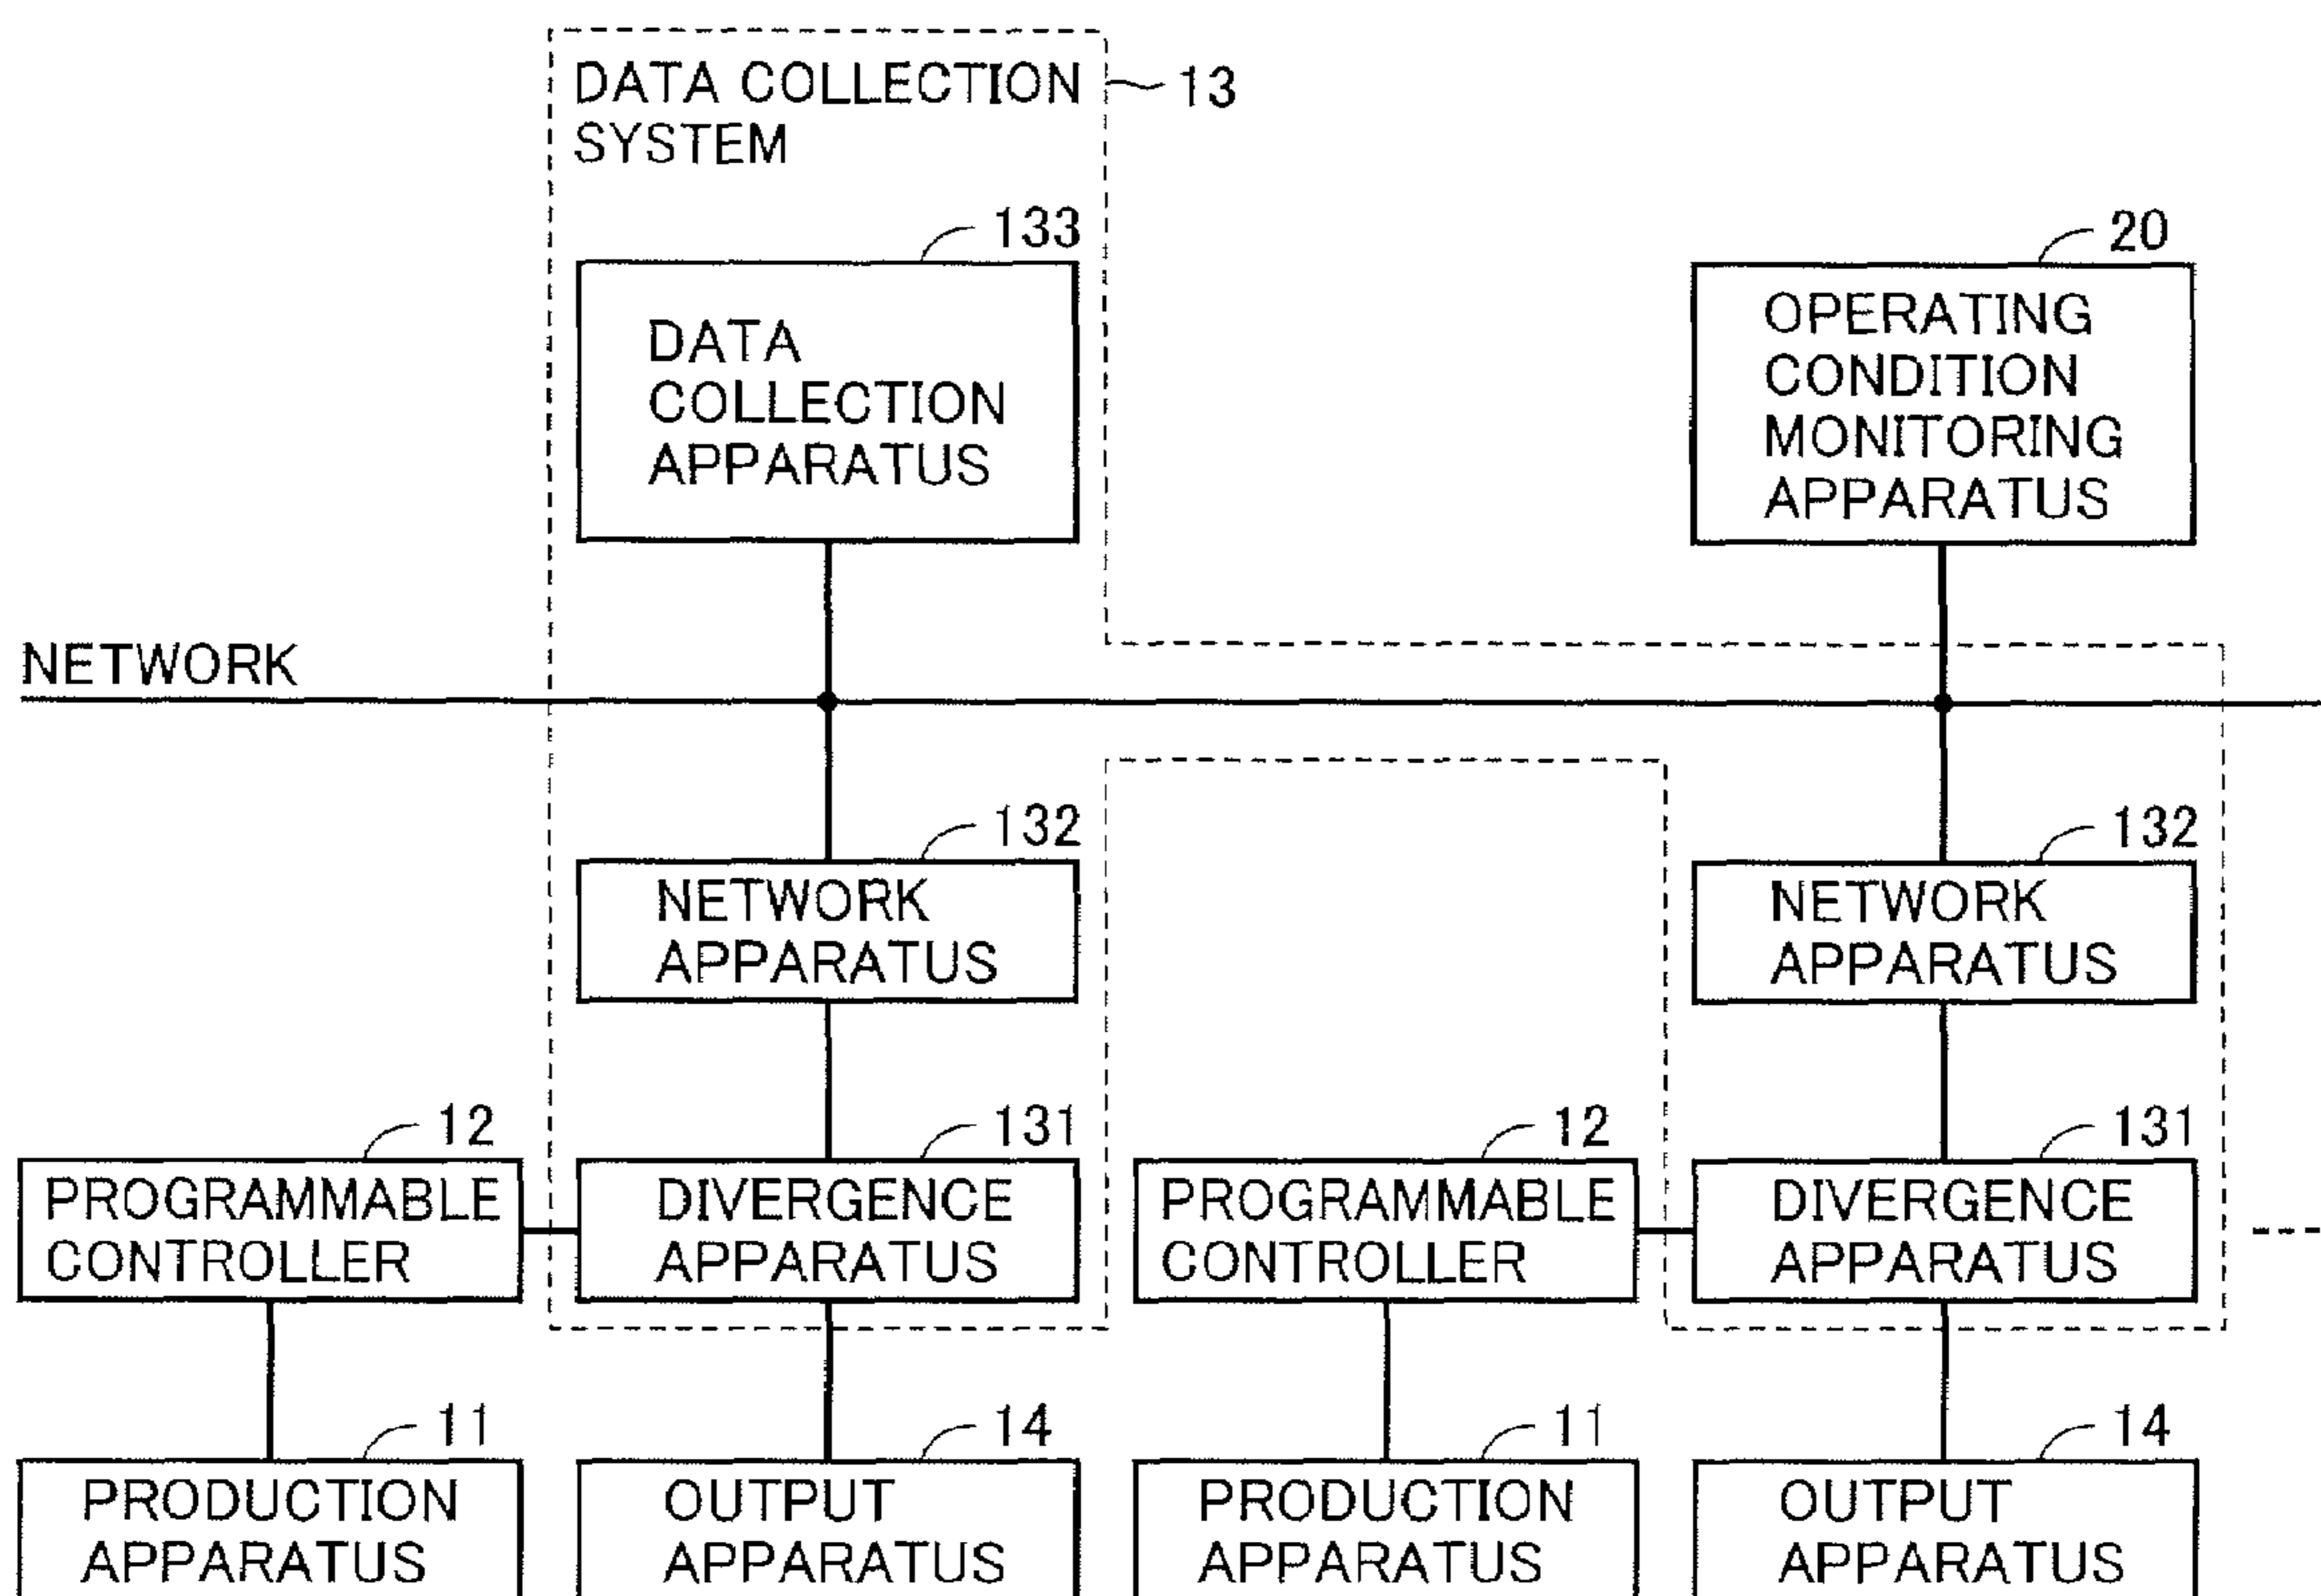 DATA COLLECTION
SYSTEM
13
133
DATA
COLLECTION
APPARATUS
20
OPERATING
CONDITION
MONITORING
APPARATUS
NETWORK
132
NETWORK
APPARATUS
132
NETWORK
APPARATUS
12
PROGRAMMABLE
CONTROLLER
131
DIVERGENCE
APPARATUS
12
PROGRAMMABLE
CONTROLLER
131
DIVERGENCE
APPARATUS
11
PRODUCTION
APPARATUS
14
OUTPUT
APPARATUS
11
PRODUCTION
APPARATUS
14
OUTPUT
APPARATUS